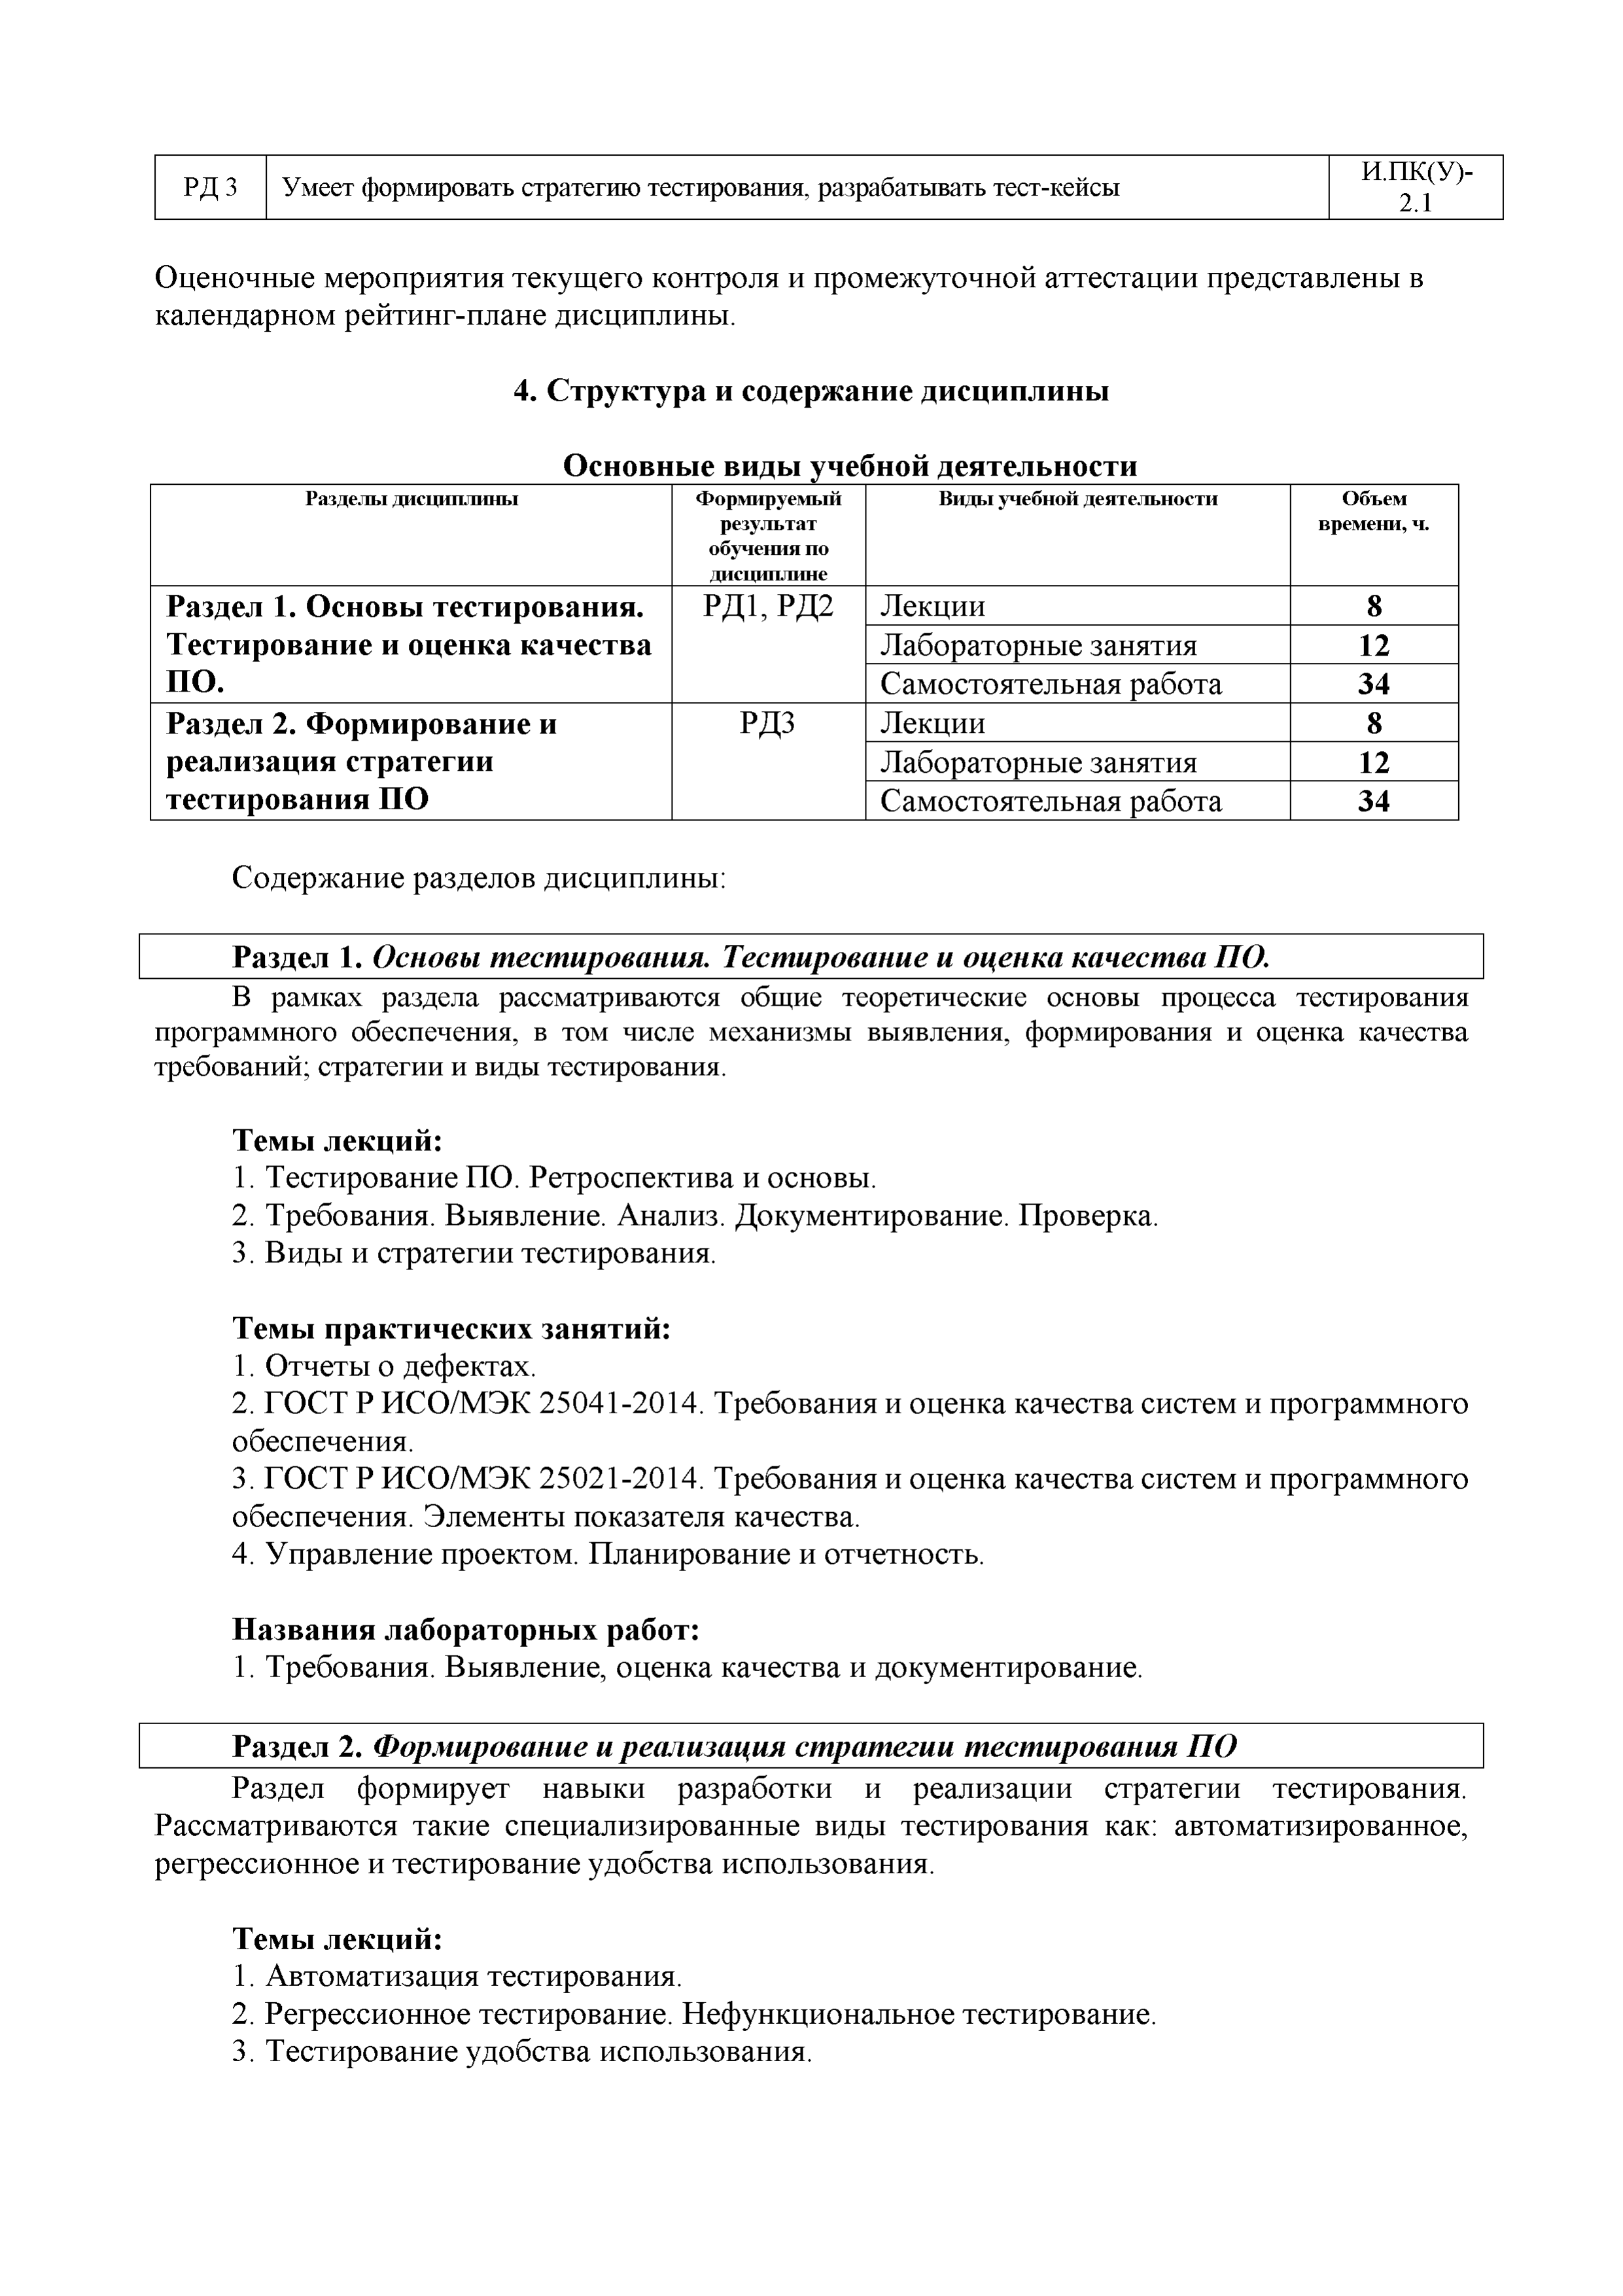 РД 3 Умеет формировать стратегию тестирования, разрабатывать тест-кейсы И.ПК(У)-
2.1
Оценочные мероприятия текущего контроля и промежуточной аттестации представлены в
календарном рейтинг-плане дисциплины.
4. Структура и содержание дисциплины
Основные виды учебной деятельности
Разделы дисциплины Формируемый Виды учебной деятельности Объем
результат времени, ч.
обучения по
дисциплине
Раздел 1. Основы тестирования. РД1, РД2 Лекции 8
Тестирование и оценка качества Лабораторные занятия 12
ПО. Самостоятельная работа 34
Раздел 2. Формирование и РД3 Лекции 8
реализация стратегии Лабораторные занятия 12
тестирования ПО Самостоятельная работа 34
Содержание разделов дисциплины:
Раздел 1. Основы тестирования. Тестирование и оценка качества ПО.
В рамках раздела рассматриваются общие теоретические основы процесса тестирования
программного обеспечения, в том числе механизмы выявления, формирования и оценка качества
требований; стратегии и виды тестирования.
Темы лекций:
1. Тестирование ПО. Ретроспектива и основы.
2. Требования. Выявление. Анализ. Документирование. Проверка.
3. Виды и стратегии тестирования.
Темы практических занятий:
1. Отчеты о дефектах.
2. ГОСТ Р ИСО/МЭК 25041-2014. Требования и оценка качества систем и программного
обеспечения.
3. ГОСТ Р ИСО/МЭК 25021-2014. Требования и оценка качества систем и программного
обеспечения. Элементы показателя качества.
4. Управление проектом. Планирование и отчетность.
Названия лабораторных работ:
1. Требования. Выявление, оценка качества и документирование.
Раздел 2. Формирование и реализация стратегии тестирования ПО
Раздел формирует навыки разработки и реализации стратегии тестирования.
Рассматриваются такие специализированные виды тестирования как: автоматизированное,
регрессионное и тестирование удобства использования.
Темы лекций:
1. Автоматизация тестирования.
2. Регрессионное тестирование. Нефункциональное тестирование.
3. Тестирование удобства использования.